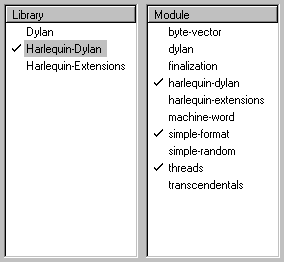 Library
Dylan
Harlequin-Dylan
Harlequin-Extensions
Module
byte-vector
dylan
finalization
harlequin-dylan
harlequin-extensions
machine-word
simple-format
simple-random
threads
transcendentals